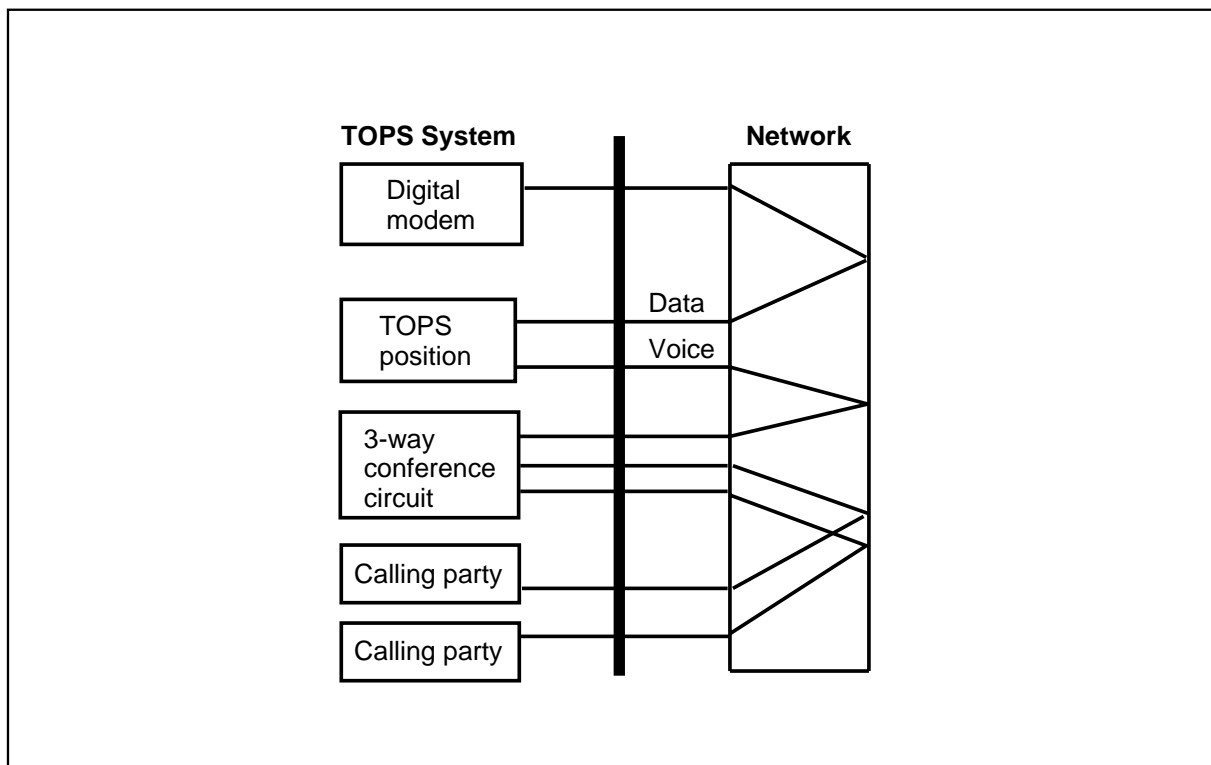 TOPS System
Network
Digital
modem
Data
TOPS
position
Voice
3-way
conference
circuit
Calling party
Calling party